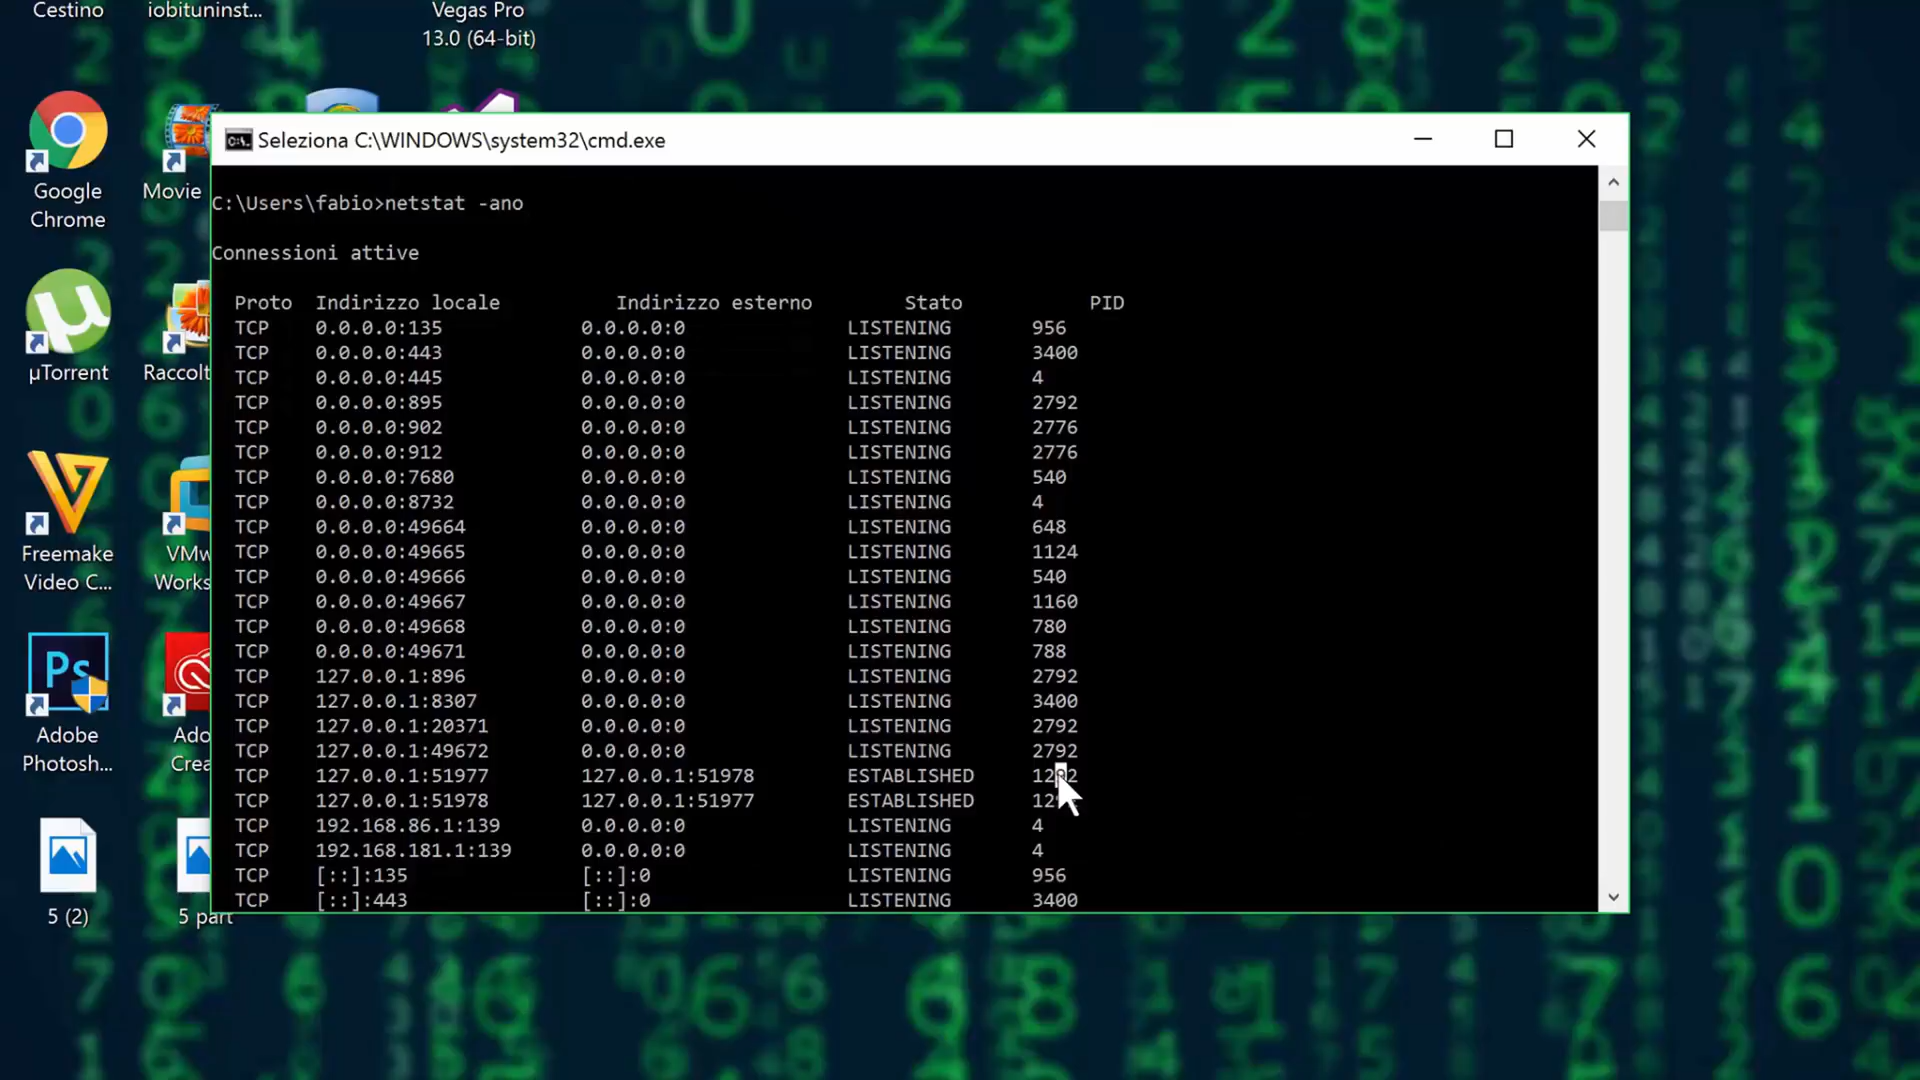 Cestino
iobituninst...
Vegas Pro
13.0 (64-bit)
Google
Chrome
Movie
µTorrent
Raccolt
Freemake
Video C...
VMw
Works
Ps
Adobe
Photosh...
Ado
Crea
5 (2)
5 part
Seleziona C:\WINDOWS\system32\cmd.exe
C:\Users\fabio>netstat -ano
Connessioni attive
Proto Indirizzo locale Indirizzo esterno Stato PID
TCP 0.0.0.0:135 0.0.0.0:0 LISTENING 956
TCP 0.0.0.0:443 0.0.0.0:0 LISTENING 3400
TCP 0.0.0.0:445 0.0.0.0:0 LISTENING 4
TCP 0.0.0.0:895 0.0.0.0:0 LISTENING 2792
TCP 0.0.0.0:902 0.0.0.0:0 LISTENING 2776
TCP 0.0.0.0:912 0.0.0.0:0 LISTENING 2776
TCP 0.0.0.0:7680 0.0.0.0:0 LISTENING 540
TCP 0.0.0.0:8732 0.0.0.0:0 LISTENING 4
TCP 0.0.0.0:49664 0.0.0.0:0 LISTENING 648
TCP 0.0.0.0:49665 0.0.0.0:0 LISTENING 1124
TCP 0.0.0.0:49666 0.0.0.0:0 LISTENING 540
TCP 0.0.0.0:49667 0.0.0.0:0 LISTENING 1160
TCP 0.0.0.0:49668 0.0.0.0:0 LISTENING 780
TCP 0.0.0.0:49671 0.0.0.0:0 LISTENING 788
TCP 127.0.0.1:896 0.0.0.0:0 LISTENING 2792
TCP 127.0.0.1:8307 0.0.0.0:0 LISTENING 3400
TCP 127.0.0.1:20371 0.0.0.0:0 LISTENING 2792
TCP 127.0.0.1:49672 0.0.0.0:0 LISTENING 2792
TCP 127.0.0.1:51977 127.0.0.1:51978 ESTABLISHED
TCP 127.0.0.1:51978 127.0.0.1:51977 ESTABLISHED
TCP 192.168.86.1:139 0.0.0.0:0 LISTENING 4
TCP 192.168.181.1:139 0.0.0.0:0 LISTENING 4
TCP [::]:135 [::]:0 LISTENING 956
TCP [::]:443 [::]:0 LISTENING 3400